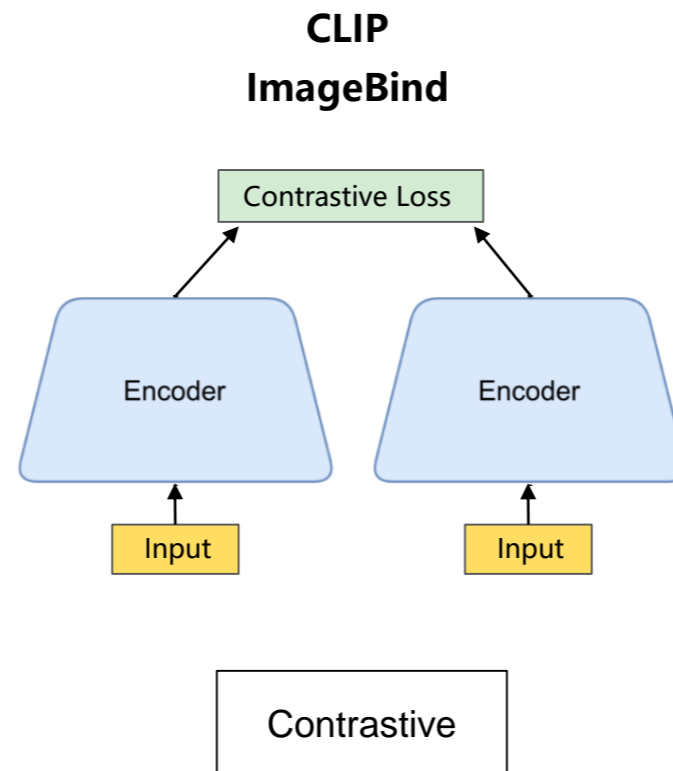 CLIP
ImageBind
Contrastive Loss
Encoder
Encoder
Input
Input
Contrastive